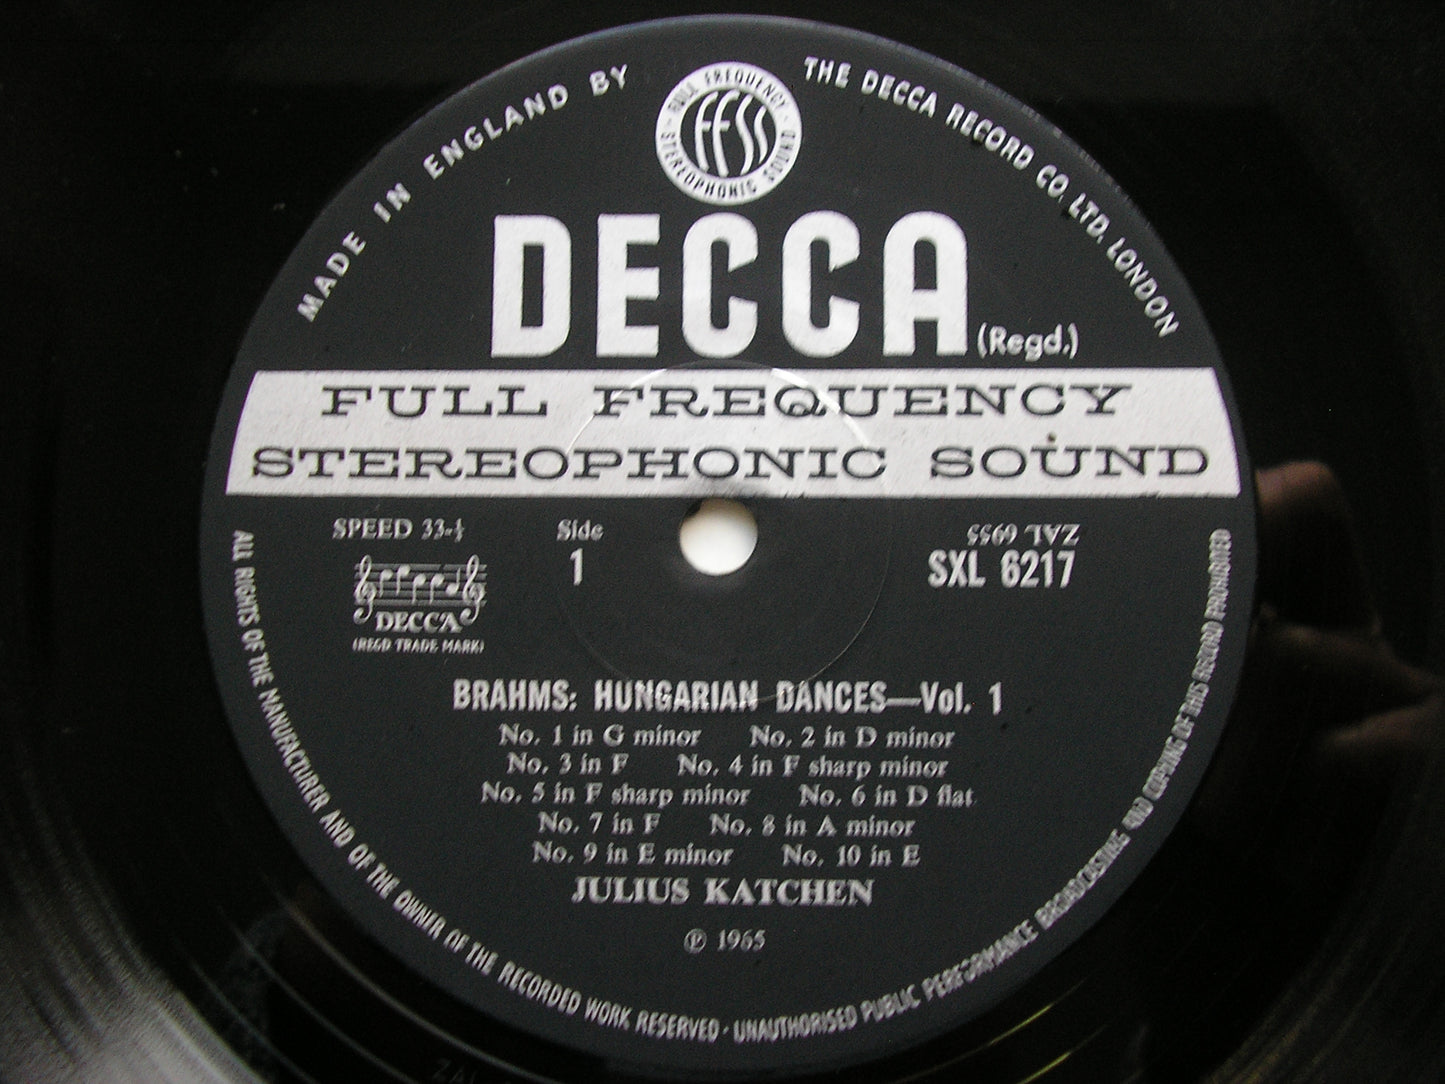 MADE IN ENGLAND BY
THE DECCA RECORD CO. LTD. LONDON
FULL FREQUENCY
STEREOPHONIC SOUND
FFSS
DECCA (Regd.)
FULL FREQUENCY
STEREOPHONIC SOUND
SPEED 33-⅓
Side
1
ZAL 6955
SXL 6217
DECCA
(REGD TRADE MARK)
BRAHMS: HUNGARIAN DANCES—Vol. 1
No. 1 in G minor No. 2 in D minor
No. 3 in F No. 4 in F sharp minor
No. 5 in F sharp minor No. 6 in D flat
No. 7 in F No. 8 in A minor
No. 9 in E minor No. 10 in E
JULIUS KATCHEN
℗ 1965
ALL RIGHTS OF THE MANUFACTURER AND OF THE OWNER OF THE RECORDED WORK RESERVED · UNAUTHORISED PUBLIC PERFORMANCE BROADCASTING AND COPYING OF THIS RECORD PROHIBITED